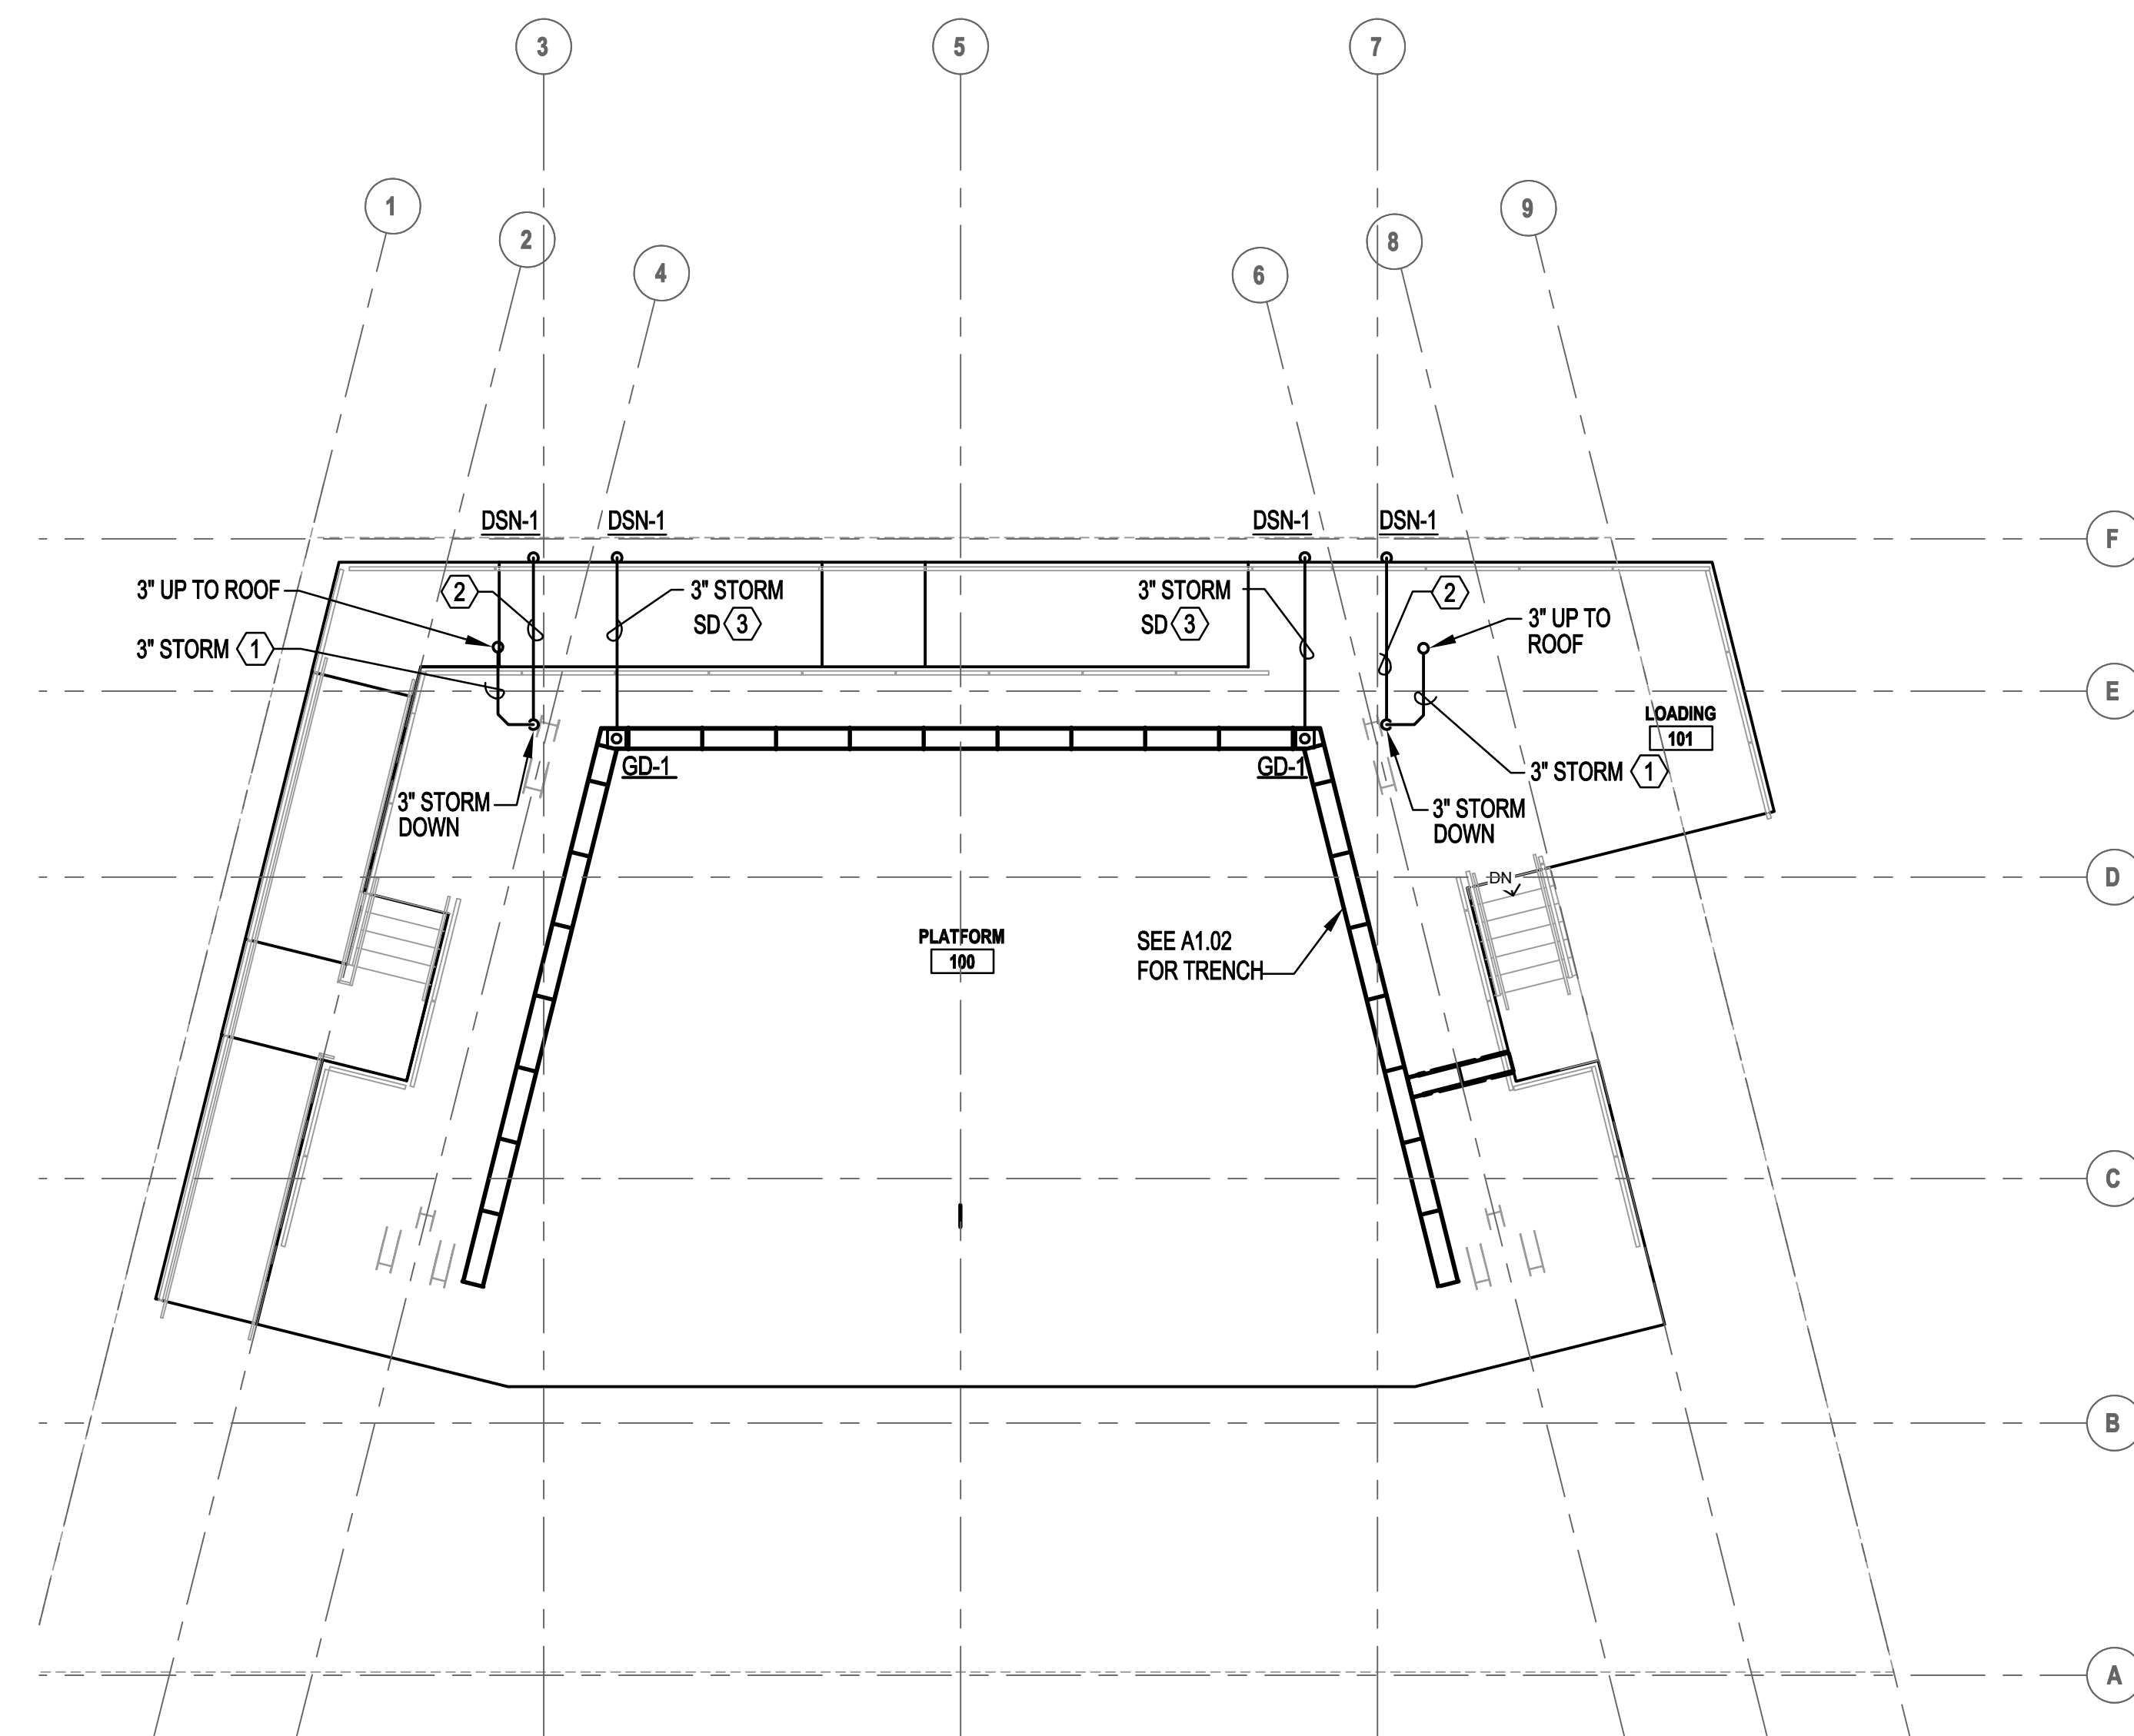 3
5
7
1
2
4
6
8
9
DSN-1
DSN-1
DSN-1
DSN-1
F
3" UP TO ROOF
2
3" STORM
SD 3
3" STORM
SD 3
2
3" UP TO
ROOF
3" STORM 1
E
LOADING
101
GD-1
GD-1
3" STORM 1
3" STORM
DOWN
3" STORM
DOWN
DN
D
PLATFORM
100
SEE A1.02
FOR TRENCH
C
B
A